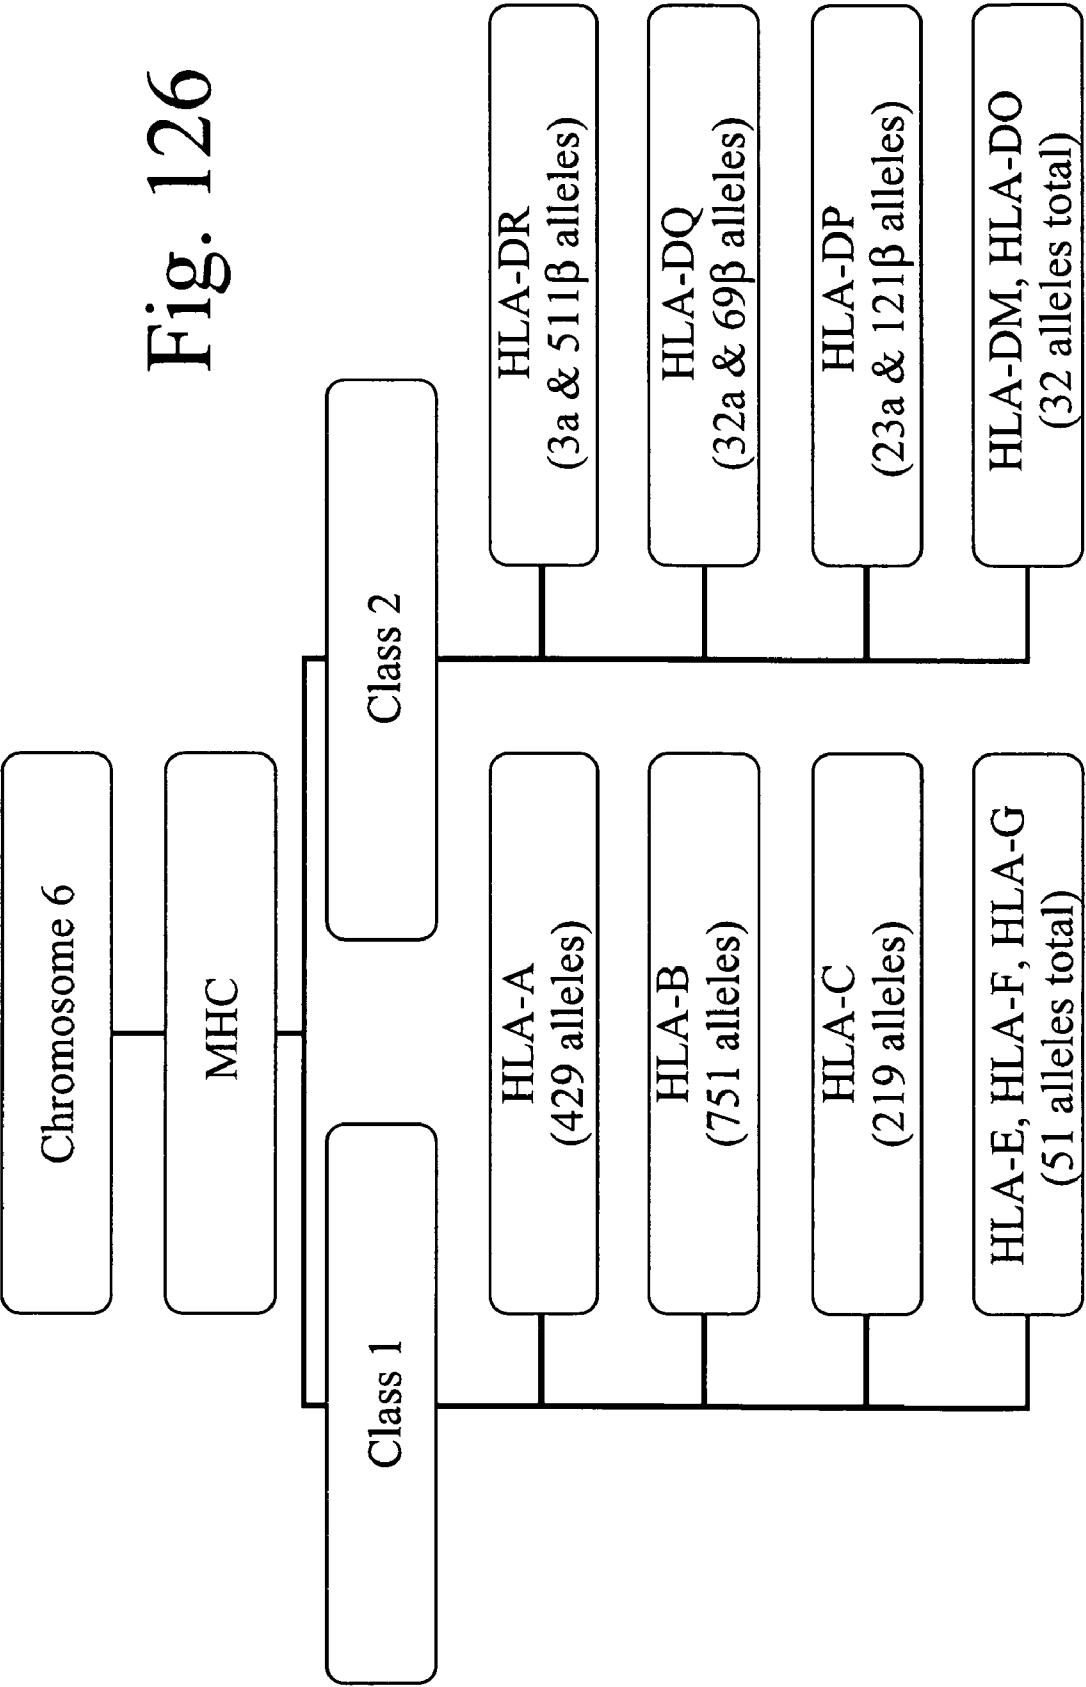 Fig. 126
Chromosome 6
MHC
Class 1
Class 2
HLA-A
(429 alleles)
HLA-B
(751 alleles)
HLA-C
(219 alleles)
HLA-E, HLA-F, HLA-G
(51 alleles total)
HLA-DR
(3a & 511β alleles)
HLA-DQ
(32a & 69β alleles)
HLA-DP
(23a & 121β alleles)
HLA-DM, HLA-DO
(32 alleles total)